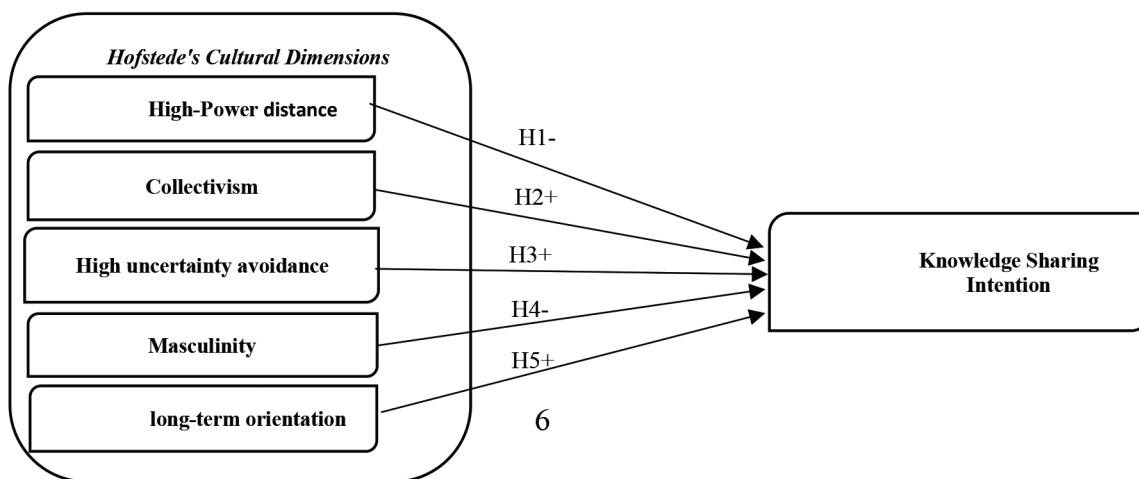 Hofstede's Cultural Dimensions
High-Power distance
H1-
Collectivism
H2+
High uncertainty avoidance
H3+
Knowledge Sharing
Intention
H4-
Masculinity
H5+
long-term orientation
6